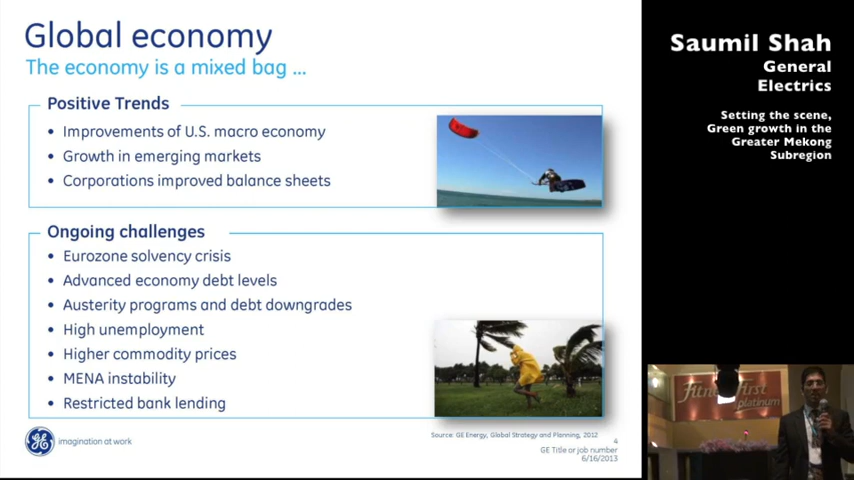 Global economy
The economy is a mixed bag ...
Positive Trends
• Improvements of U.S. macro economy
• Growth in emerging markets
• Corporations improved balance sheets
Ongoing challenges
• Eurozone solvency crisis
• Advanced economy debt levels
• Austerity programs and debt downgrades
• High unemployment
• Higher commodity prices
• MENA instability
• Restricted bank lending
Source: GE Energy, Global Strategy and Planning, 2012
4
GE Title or job number
6/16/2013
GE
imagination at work
Saumil Shah
General
Electrics
Setting the scene,
Green growth in the
Greater Mekong
Subregion
Fitness First
platinum